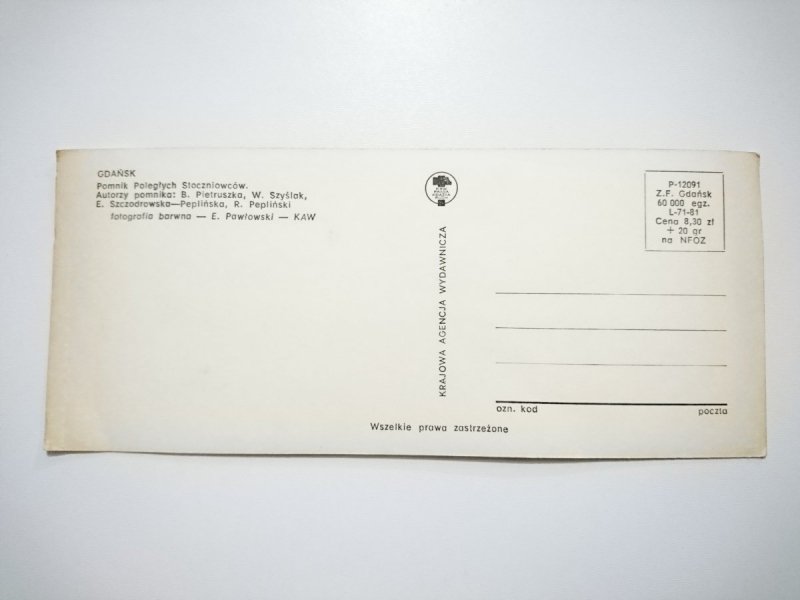 GDAŃSK
Pomnik Poległych Stoczniowców.
Autorzy pomnika: B. Pietruszka, W. Szyślak,
E. Szczodrowska—Peplińska, R. Pepliński
fotografia barwna — E. Pawłowski — KAW
KRAJOWA AGENCJA WYDAWNICZA
P-12091
Z.F. Gdańsk
60 000 egz.
L-71-81
Cena 8,30 zł
+ 20 gr
na NFOZ
ozn. kod
poczta
Wszelkie prawa zastrzeżone